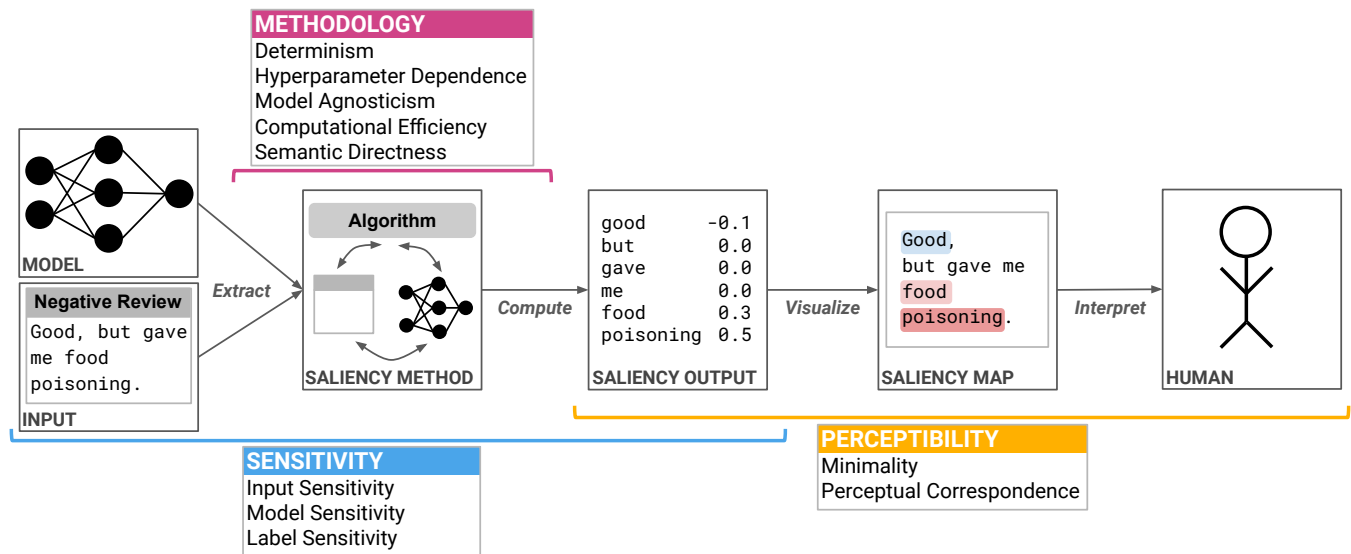 METHODOLOGY
Determinism
Hyperparameter Dependence
Model Agnosticism
Computational Efficiency
Semantic Directness
MODEL
Negative Review
Good, but gave
me food
poisoning.
INPUT
Extract
Algorithm
SALIENCY METHOD
Compute
good -0.1
but 0.0
gave 0.0
me 0.0
food 0.3
poisoning 0.5
SALIENCY OUTPUT
Visualize
Good,
but gave me
food
poisoning.
SALIENCY MAP
Interpret
HUMAN
SENSITIVITY
Input Sensitivity
Model Sensitivity
Label Sensitivity
PERCEPTIBILITY
Minimality
Perceptual Correspondence